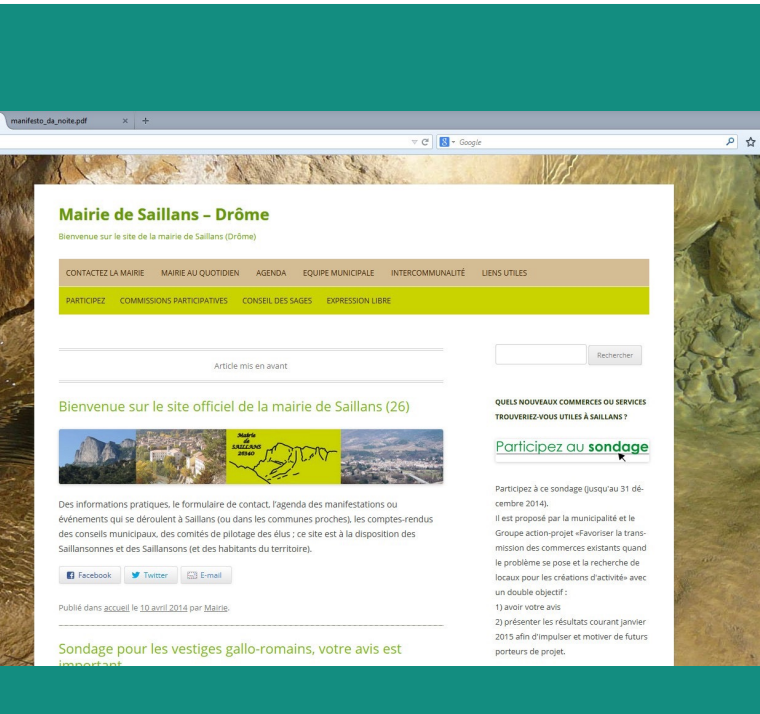 manifesto_da_noite.pdf
Google
Mairie de Saillans – Drôme
Bienvenue sur le site de la mairie de Saillans (Drôme)
CONTACTEZ LA MAIRIE MAIRIE AU QUOTIDIEN AGENDA EQUIPE MUNICIPALE INTERCOMMUNALITÉ LIENS UTILES
PARTICIPEZ COMMISSIONS PARTICIPATIVES CONSEIL DES SAGES EXPRESSION LIBRE
Article mis en avant
Bienvenue sur le site officiel de la mairie de Saillans (26)
Mairie
de
SAILLANS
26340
Des informations pratiques, le formulaire de contact, l'agenda des manifestations ou
événements qui se déroulent à Saillans (ou dans les communes proches), les comptes-rendus
des conseils municipaux, des comités de pilotage des élus ; ce site est à la disposition des
Saillansonnes et des Saillansons (et des habitants du territoire).
Facebook Twitter E-mail
Publié dans accueil le 10 avril 2014 par Mairie.
Sondage pour les vestiges gallo-romains, votre avis est
important
Rechercher
QUELS NOUVEAUX COMMERCES OU SERVICES
TROUVERIEZ-VOUS UTILES À SAILLANS ?
Participez au sondage
Participez à ce sondage (jusqu'au 31 dé-
cembre 2014).
Il est proposé par la municipalité et le
Groupe action-projet «Favoriser la trans-
mission des commerces existants quand
le problème se pose et la recherche de
locaux pour les créations d'activité» avec
un double objectif :
1) avoir votre avis
2) présenter les résultats courant janvier
2015 afin d'impulser et motiver de futurs
porteurs de projet.